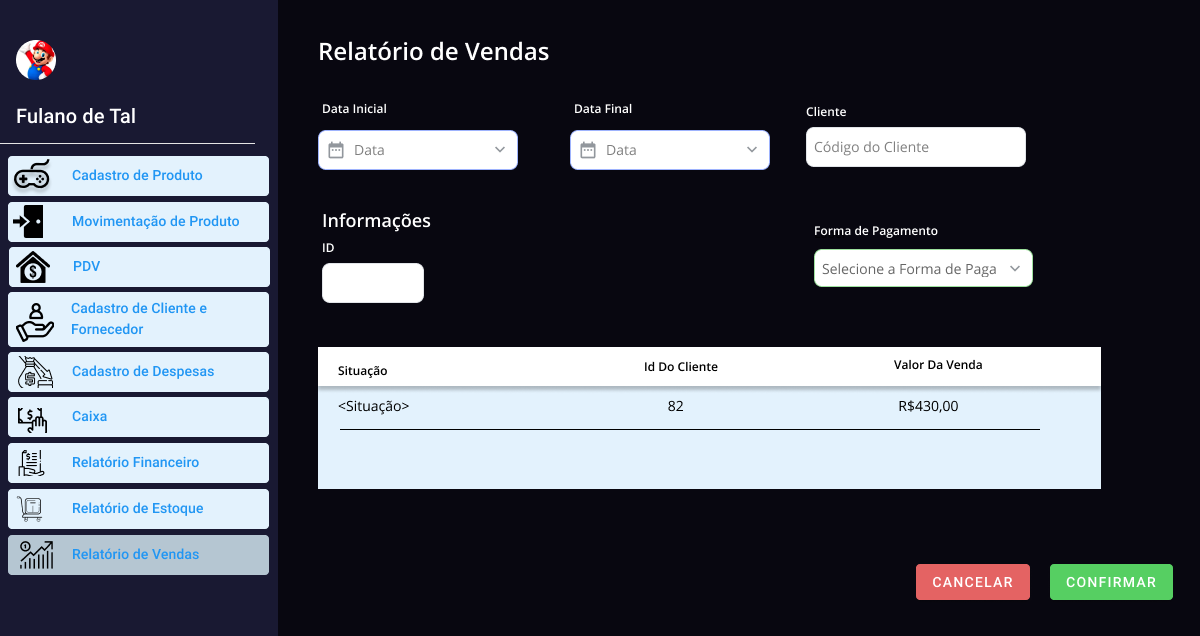 Fulano de Tal
Cadastro de Produto
Movimentação de Produto
PDV
Cadastro de Cliente e
Fornecedor
Cadastro de Despesas
Caixa
Relatório Financeiro
Relatório de Estoque
Relatório de Vendas
Relatório de Vendas
Data Inicial
Data
Data Final
Data
Cliente
Código do Cliente
Informações
ID
Forma de Pagamento
Selecione a Forma de Paga
Situação Id Do Cliente Valor Da Venda
<Situação> 82 R$430,00
CANCELAR
CONFIRMAR